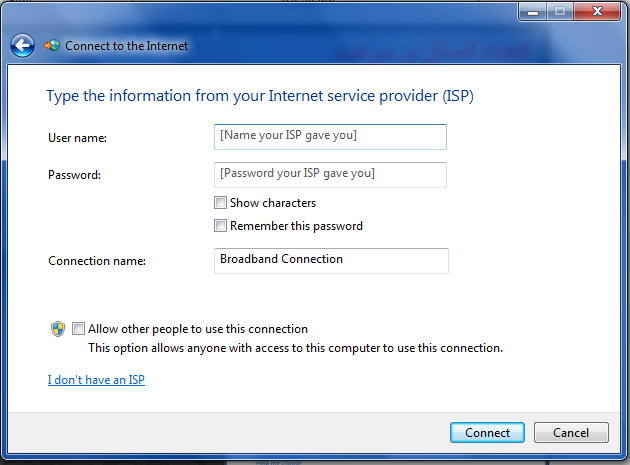 Connect to the Internet
Type the information from your Internet service provider (ISP)
User name:
[Name your ISP gave you]
Password:
[Password your ISP gave you]
Show characters
Remember this password
Connection name:
Broadband Connection
Allow other people to use this connection
This option allows anyone with access to this computer to use this connection.
I don't have an ISP
Connect
Cancel